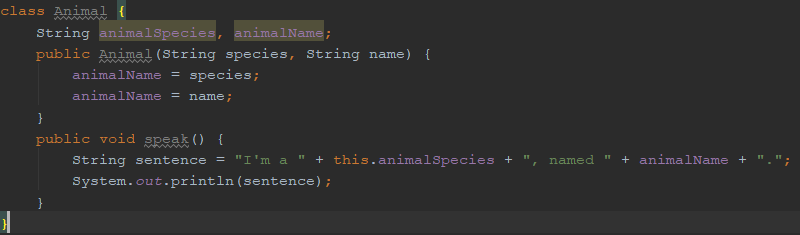 class Animal {
    String animalSpecies, animalName;
    public Animal(String species, String name) {
        animalName = species;
        animalName = name;
    }
    public void speak() {
        String sentence = "I'm a " + this.animalSpecies + ", named " + animalName + ".";
        System.out.println(sentence);
    }
}